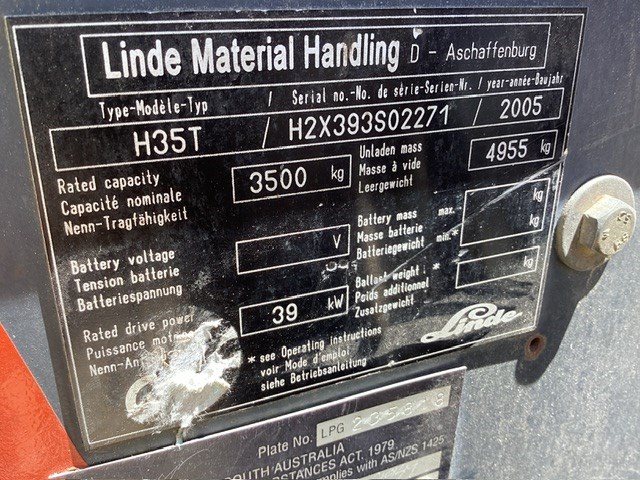 Linde Material Handling D - Aschaffenburg
Type-Modèle-Typ / Serial no.-No. de série-Serien-Nr. / year-année-Baujahr
H35T / H2X393S02271 / 2005
Rated capacity
Capacité nominale
Nenn-Tragfähigkeit
3500 kg
Unladen mass
Masse à vide
Leergewicht
4955 kg
Battery voltage
Tension batterie
Batteriespannung
V
Battery mass max.
Masse batterie
Batteriegewicht min.*
kg
kg
Rated drive power
Puissance
Nenn-
39 kW
Ballast weight *
Poids additionnel
Zusatzgewicht
kg
* see Operating instructions
voir Mode d'emploi
siehe Betriebsanleitung
Linde
Plate No. LPG
SOUTH AUSTRALIA
ACT. 1979
with AS/NZS 1425